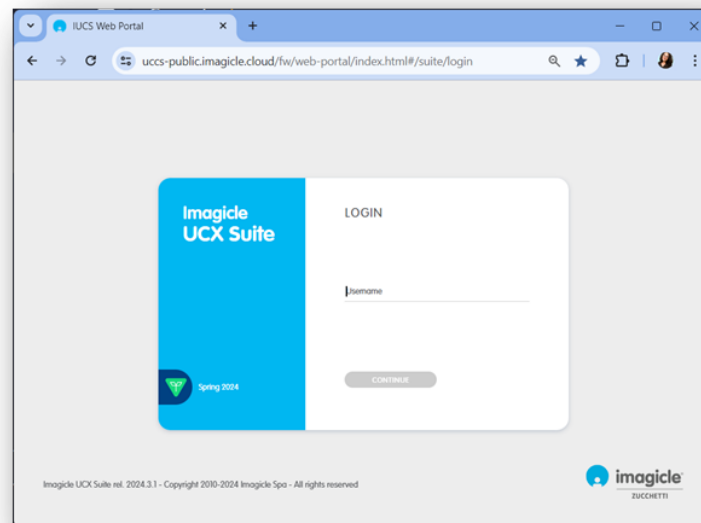 IUCS Web Portal
uccs-public.imagicle.cloud/fw/web-portal/index.html#/suite/login
Imagicle
UCX Suite
LOGIN
Username
CONTINUE
Spring 2024
Imagicle UCX Suite rel. 2024.3.1 - Copyright 2010-2024 Imagicle Spa - All rights reserved
imagicle
ZUCCHETTI